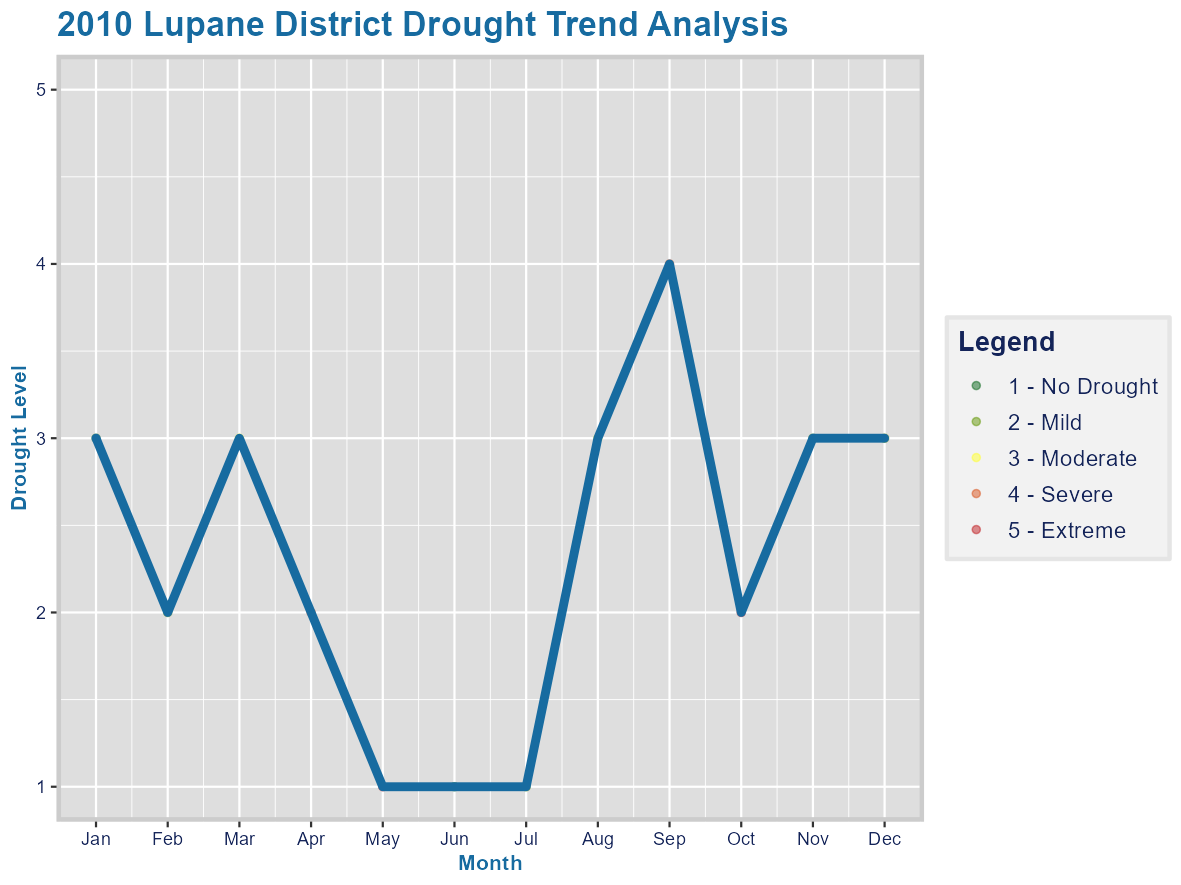 2010 Lupane District Drought Trend Analysis
Drought Level
5
4
3
2
1
Jan Feb Mar Apr May Jun Jul Aug Sep Oct Nov Dec
Month
Legend
1 - No Drought
2 - Mild
3 - Moderate
4 - Severe
5 - Extreme